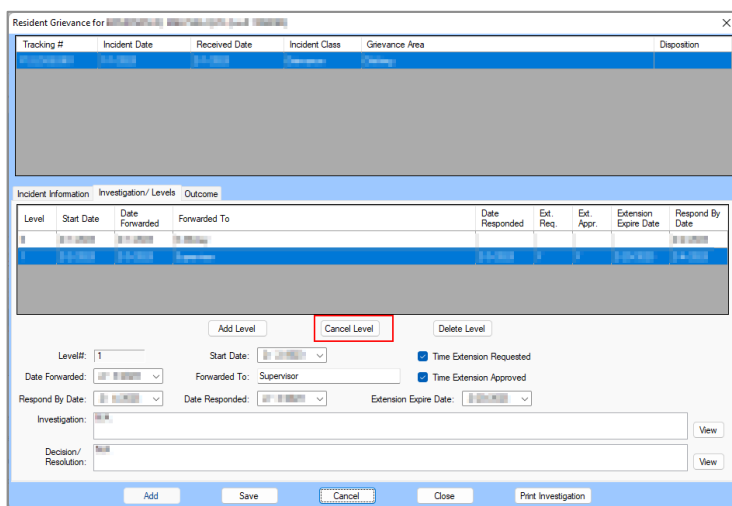 Resident Grievance for
Tracking # Incident Date Received Date Incident Class Grievance Area Disposition
Incident Information Investigation/ Levels Outcome
Level Start Date Date Forwarded Forwarded To Date Responded Ext. Req. Ext. Appr. Extension Expire Date Respond By Date
Add Level Cancel Level Delete Level
Level#: 1 Start Date: Time Extension Requested
Date Forwarded: Forwarded To: Supervisor Time Extension Approved
Respond By Date: Date Responded: Extension Expire Date:
Investigation:
View
Decision/
Resolution:
View
Add Save Cancel Close Print Investigation